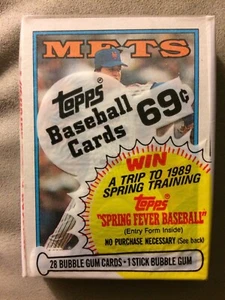 METS
Topps
Baseball
Cards
69¢
WIN
A TRIP TO 1989
SPRING TRAINING
Topps
"SPRING FEVER BASEBALL"
(Entry Form Inside)
NO PURCHASE NECESSARY (See back)
28 BUBBLE GUM CARDS • 1 STICK BUBBLE GUM